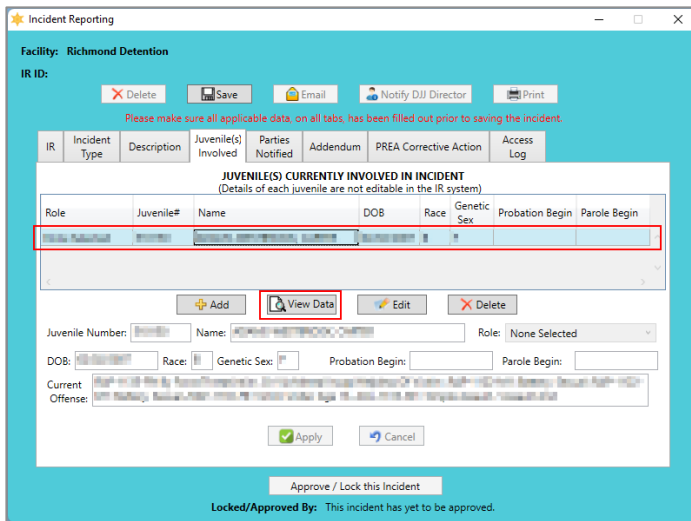 Incident Reporting
Facility: Richmond Detention
IR ID:
Delete Save Email Notify DJJ Director Print
Please make sure all applicable data, on all tabs, has been filled out prior to saving the incident.
IR Incident Type Description Juvenile(s) Involved Parties Notified Addendum PREA Corrective Action Access Log
JUVENILE(S) CURRENTLY INVOLVED IN INCIDENT
(Details of each juvenile are not editable in the IR system)
Role Juvenile# Name DOB Race Genetic Sex Probation Begin Parole Begin
Add View Data Edit Delete
Juvenile Number: Name: Role: None Selected
DOB: Race: Genetic Sex: Probation Begin: Parole Begin:
Current Offense:
Apply Cancel
Approve / Lock this Incident
Locked/Approved By: This incident has yet to be approved.